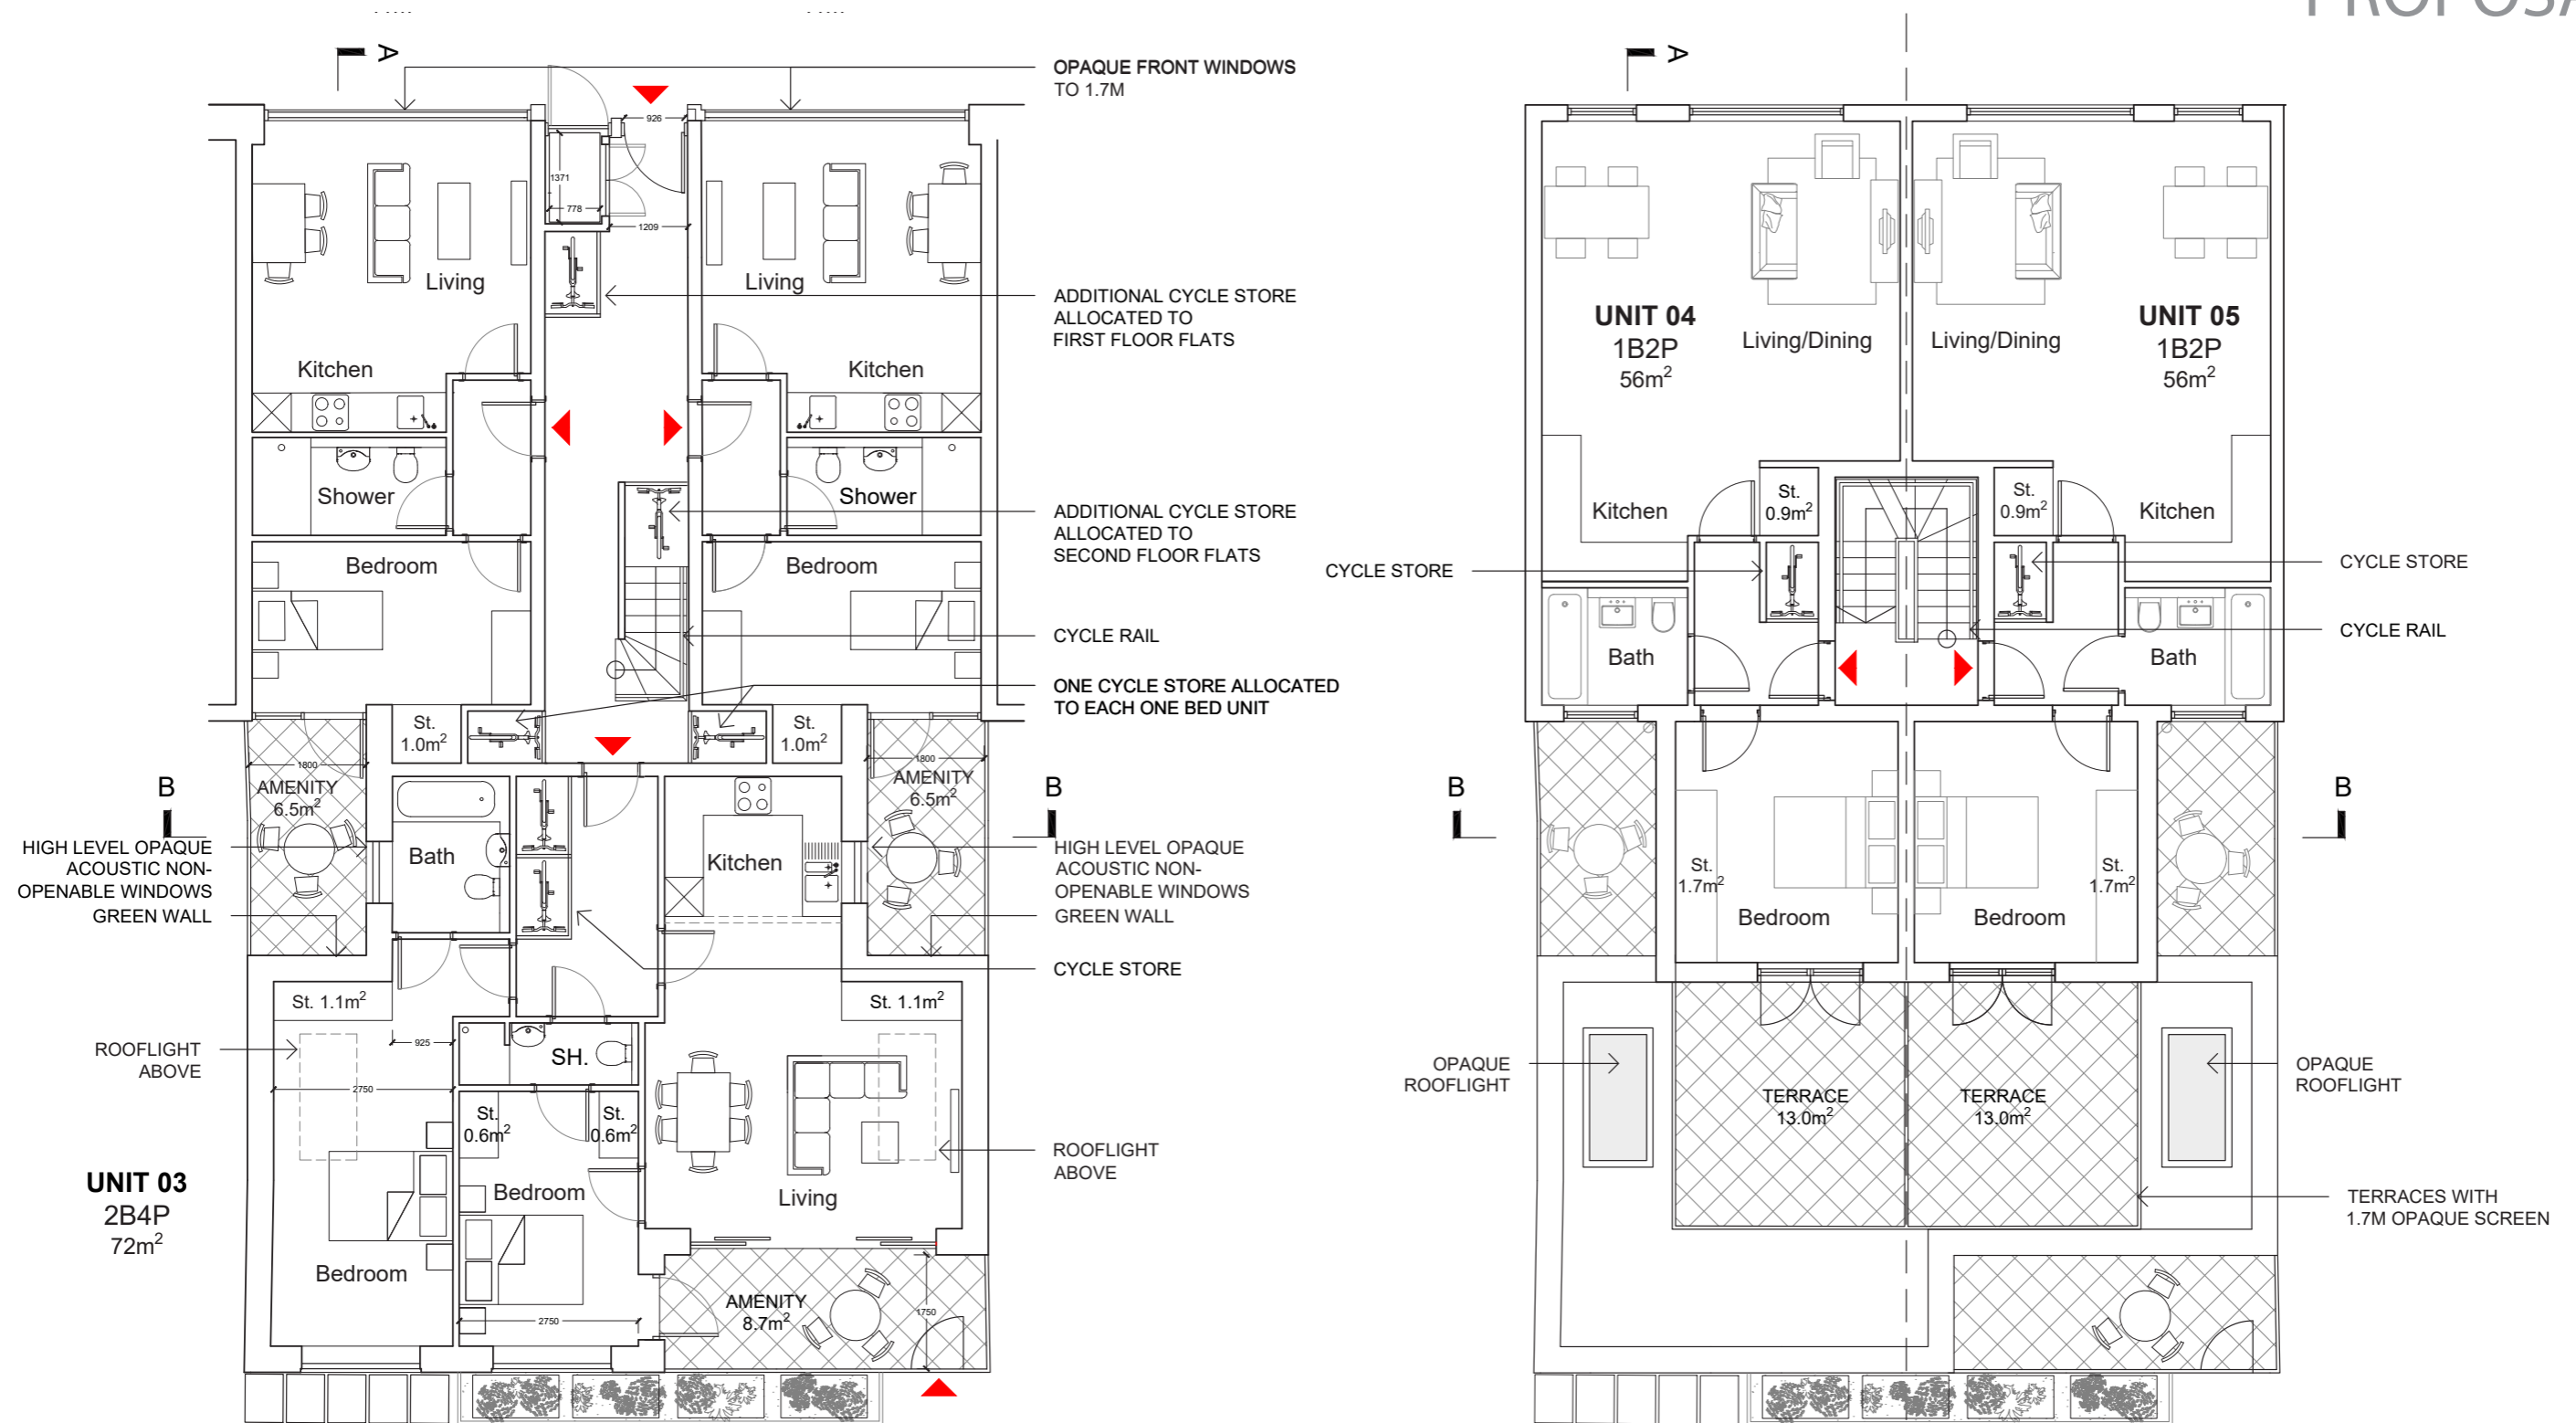 PROPOSA
A
A
OPAQUE FRONT WINDOWS
TO 1.7M
926
1371
778
1209
Living
Living
Kitchen
Kitchen
ADDITIONAL CYCLE STORE
ALLOCATED TO
FIRST FLOOR FLATS
Shower
Shower
ADDITIONAL CYCLE STORE
ALLOCATED TO
SECOND FLOOR FLATS
Bedroom
Bedroom
CYCLE RAIL
ONE CYCLE STORE ALLOCATED
TO EACH ONE BED UNIT
St.
1.0m²
St.
1.0m²
1800
AMENITY
6.5m²
1800
AMENITY
6.5m²
B
B
HIGH LEVEL OPAQUE
ACOUSTIC NON-
OPENABLE WINDOWS
GREEN WALL
Bath
Kitchen
HIGH LEVEL OPAQUE
ACOUSTIC NON-
OPENABLE WINDOWS
GREEN WALL
CYCLE STORE
St. 1.1m²
St. 1.1m²
ROOFLIGHT
ABOVE
925
SH.
2750
St.
0.6m²
St.
0.6m²
ROOFLIGHT
ABOVE
UNIT 03
2B4P
72m²
Bedroom
Living
Bedroom
AMENITY
8.7m²
1750
2750
UNIT 04
1B2P
56m²
Living/Dining
Living/Dining
UNIT 05
1B2P
56m²
Kitchen
St.
0.9m²
St.
0.9m²
Kitchen
CYCLE STORE
CYCLE STORE
CYCLE RAIL
Bath
Bath
B
B
St.
1.7m²
St.
1.7m²
Bedroom
Bedroom
OPAQUE
ROOFLIGHT
OPAQUE
ROOFLIGHT
TERRACE
13.0m²
TERRACE
13.0m²
TERRACES WITH
1.7M OPAQUE SCREEN